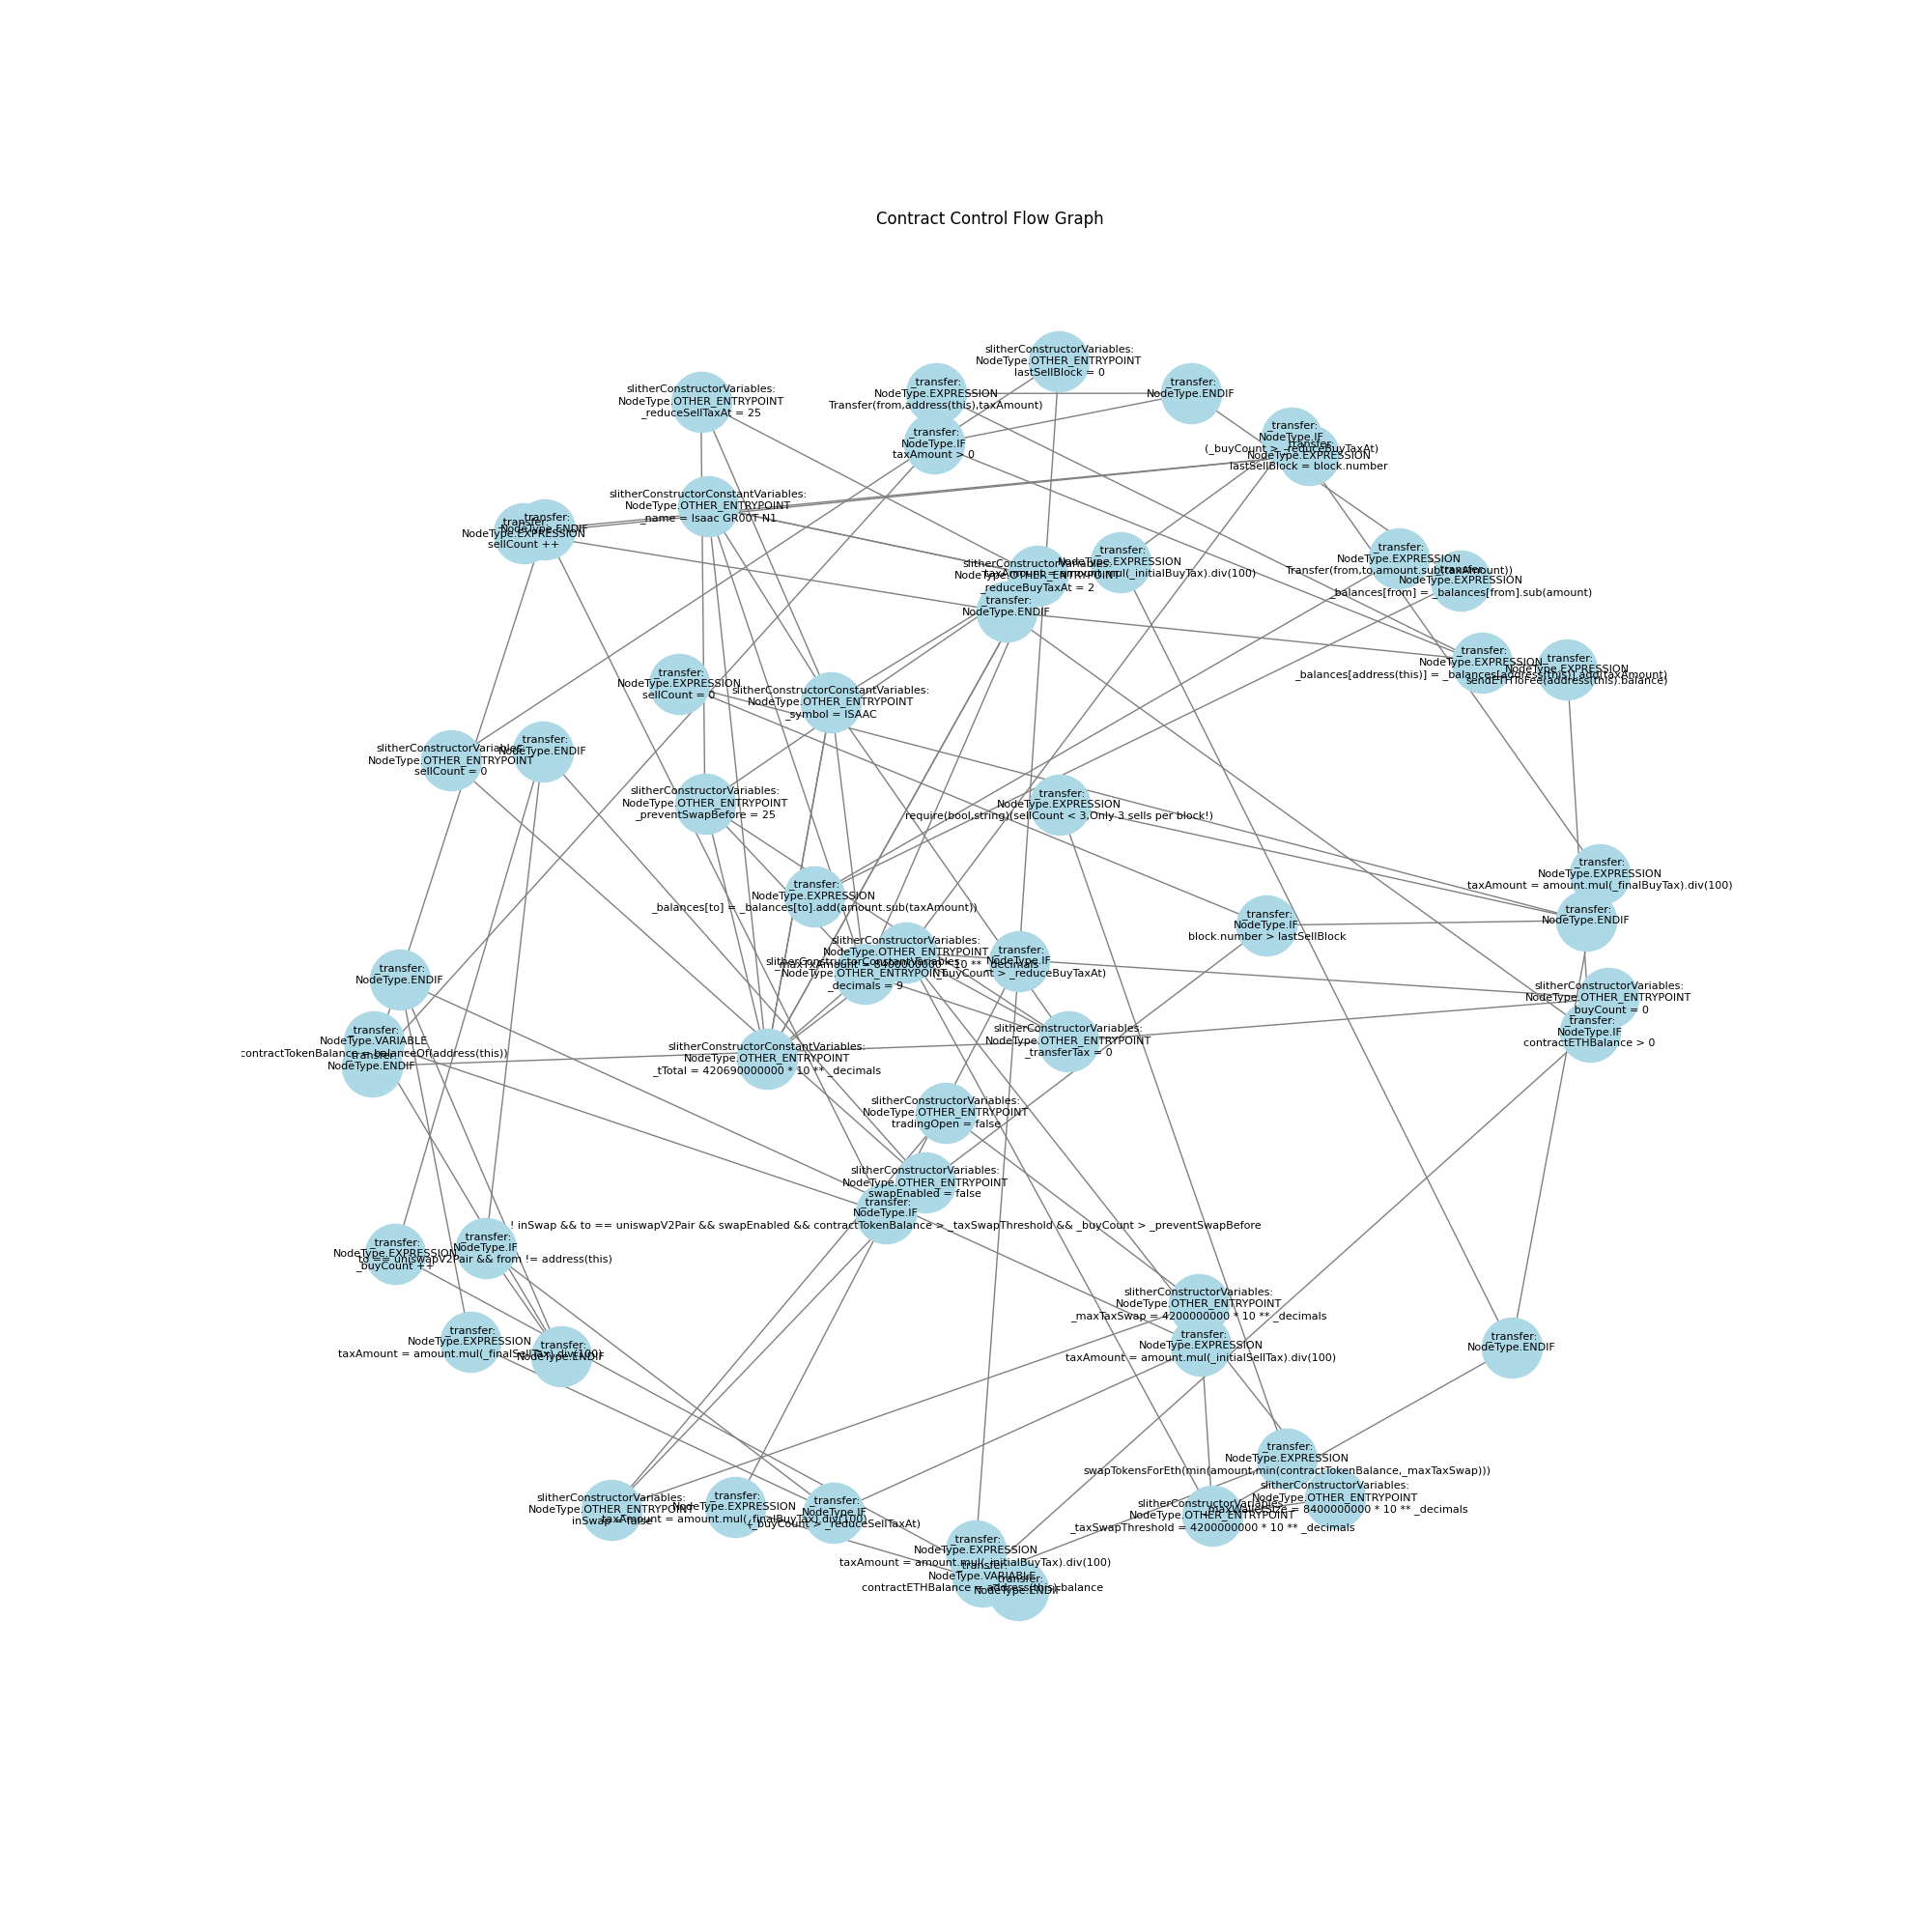 Contract Control Flow Graph
slitherConstructorVariables:
NodeType.OTHER_ENTRYPOINT
lastSellBlock = 0
_transfer:
NodeType.EXPRESSION
Transfer(from,address(this),taxAmount)
_transfer:
NodeType.ENDIF
slitherConstructorVariables:
NodeType.OTHER_ENTRYPOINT
_reduceSellTaxAt = 25
_transfer:
NodeType.IF
taxAmount > 0
_transfer:
NodeType.IF
(_buyCount > _reduceBuyTaxAt)
_transfer:
NodeType.EXPRESSION
lastSellBlock = block.number
slitherConstructorConstantVariables:
NodeType.OTHER_ENTRYPOINT
_name = Isaac GR00T N1
_transfer:
NodeType.ENDIF
_transfer:
NodeType.EXPRESSION
sellCount ++
slitherConstructorVariables:
NodeType.OTHER_ENTRYPOINT
_reduceBuyTaxAt = 2
_transfer:
NodeType.EXPRESSION
taxAmount = amount.mul(_initialBuyTax).div(100)
_transfer:
NodeType.EXPRESSION
Transfer(from,to,amount.sub(taxAmount))
_transfer:
NodeType.EXPRESSION
_balances[from] = _balances[from].sub(amount)
_transfer:
NodeType.ENDIF
_transfer:
NodeType.EXPRESSION
_balances[address(this)] = _balances[address(this)].add(taxAmount)
_transfer:
NodeType.EXPRESSION
sendETHToFee(address(this).balance)
_transfer:
NodeType.EXPRESSION
sellCount = 0
slitherConstructorConstantVariables:
NodeType.OTHER_ENTRYPOINT
_symbol = ISAAC
slitherConstructorVariables:
NodeType.OTHER_ENTRYPOINT
sellCount = 0
_transfer:
NodeType.ENDIF
slitherConstructorVariables:
NodeType.OTHER_ENTRYPOINT
_preventSwapBefore = 25
_transfer:
NodeType.EXPRESSION
require(bool,string)(sellCount < 3,Only 3 sells per block!)
_transfer:
NodeType.EXPRESSION
taxAmount = amount.mul(_finalBuyTax).div(100)
_transfer:
NodeType.EXPRESSION
_balances[to] = _balances[to].add(amount.sub(taxAmount))
_transfer:
NodeType.ENDIF
_transfer:
NodeType.IF
block.number > lastSellBlock
slitherConstructorVariables:
NodeType.OTHER_ENTRYPOINT
_maxTxAmount = 8400000000 * 10 ** _decimals
slitherConstructorConstantVariables:
NodeType.OTHER_ENTRYPOINT
_decimals = 9
_transfer:
NodeType.IF
(_buyCount > _reduceBuyTaxAt)
_transfer:
NodeType.ENDIF
slitherConstructorVariables:
NodeType.OTHER_ENTRYPOINT
_buyCount = 0
_transfer:
NodeType.IF
contractETHBalance > 0
_transfer:
NodeType.VARIABLE
contractTokenBalance = balanceOf(address(this))
_transfer:
NodeType.ENDIF
slitherConstructorVariables:
NodeType.OTHER_ENTRYPOINT
_transferTax = 0
slitherConstructorConstantVariables:
NodeType.OTHER_ENTRYPOINT
_tTotal = 420690000000 * 10 ** _decimals
slitherConstructorVariables:
NodeType.OTHER_ENTRYPOINT
tradingOpen = false
slitherConstructorVariables:
NodeType.OTHER_ENTRYPOINT
swapEnabled = false
_transfer:
NodeType.IF
! inSwap && to == uniswapV2Pair && swapEnabled && contractTokenBalance > _taxSwapThreshold && _buyCount > _preventSwapBefore
_transfer:
NodeType.IF
to == uniswapV2Pair && from != address(this)
_transfer:
NodeType.EXPRESSION
_buyCount ++
slitherConstructorVariables:
NodeType.OTHER_ENTRYPOINT
_maxTaxSwap = 4200000000 * 10 ** _decimals
_transfer:
NodeType.EXPRESSION
taxAmount = amount.mul(_initialSellTax).div(100)
_transfer:
NodeType.EXPRESSION
taxAmount = amount.mul(_finalSellTax).div(100)
_transfer:
NodeType.ENDIF
_transfer:
NodeType.ENDIF
_transfer:
NodeType.EXPRESSION
swapTokensForEth(min(amount,min(contractTokenBalance,_maxTaxSwap)))
slitherConstructorVariables:
NodeType.OTHER_ENTRYPOINT
_maxWalletSize = 8400000000 * 10 ** _decimals
slitherConstructorVariables:
NodeType.OTHER_ENTRYPOINT
_taxSwapThreshold = 4200000000 * 10 ** _decimals
slitherConstructorVariables:
NodeType.OTHER_ENTRYPOINT
inSwap = false
_transfer:
NodeType.EXPRESSION
taxAmount = amount.mul(_finalBuyTax).div(100)
_transfer:
NodeType.IF
(_buyCount > _reduceSellTaxAt)
_transfer:
NodeType.EXPRESSION
taxAmount = amount.mul(_initialBuyTax).div(100)
_transfer:
NodeType.VARIABLE
contractETHBalance = address(this).balance
_transfer:
NodeType.ENDIF